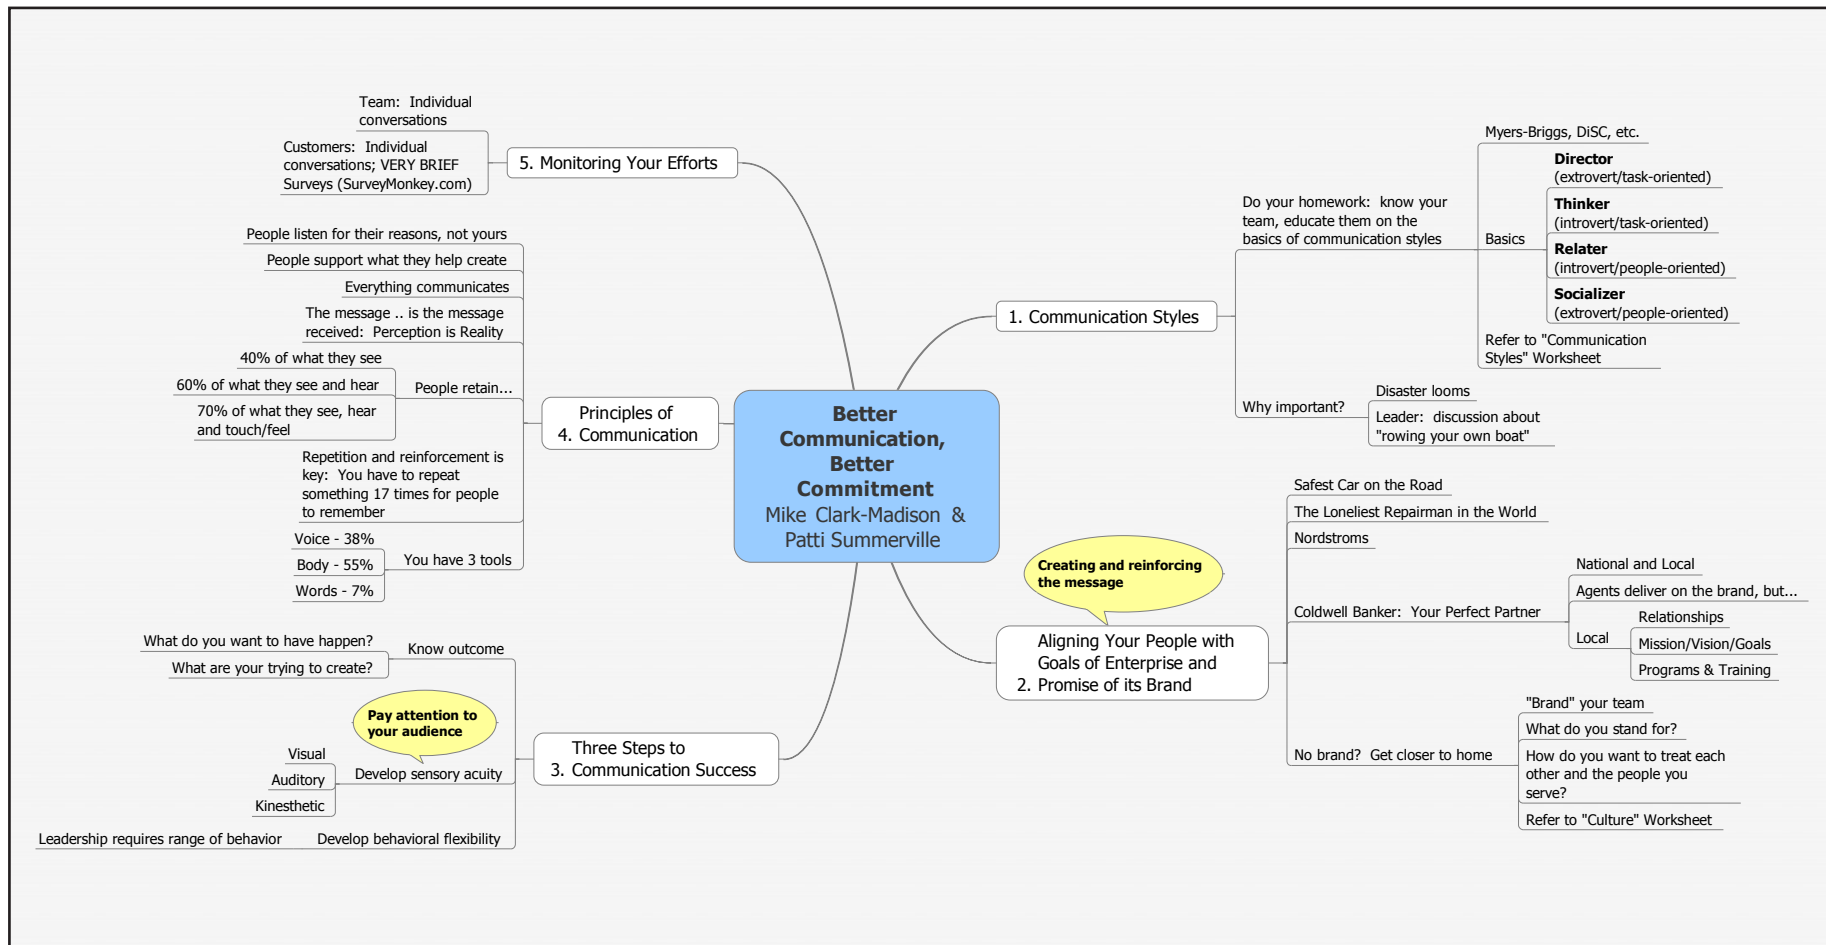 Better
Communication,
Better
Commitment
Mike Clark-Madison &
Patti Summerville
1. Communication Styles
Do your homework: know your
team, educate them on the
basics of communication styles
Myers-Briggs, DiSC, etc.
Basics
Director
(extrovert/task-oriented)
Thinker
(introvert/task-oriented)
Relater
(introvert/people-oriented)
Socializer
(extrovert/people-oriented)
Refer to "Communication
Styles" Worksheet
Why important?
Disaster looms
Leader: discussion about
"rowing your own boat"
Creating and reinforcing
the message
Aligning Your People with
Goals of Enterprise and
2. Promise of its Brand
Safest Car on the Road
The Loneliest Repairman in the World
Nordstroms
Coldwell Banker: Your Perfect Partner
National and Local
Agents deliver on the brand, but...
Local
Relationships
Mission/Vision/Goals
Programs & Training
No brand? Get closer to home
"Brand" your team
What do you stand for?
How do you want to treat each
other and the people you
serve?
Refer to "Culture" Worksheet
Three Steps to
3. Communication Success
Know outcome
What do you want to have happen?
What are your trying to create?
Pay attention to
your audience
Develop sensory acuity
Visual
Auditory
Kinesthetic
Develop behavioral flexibility
Leadership requires range of behavior
Principles of
4. Communication
People listen for their reasons, not yours
People support what they help create
Everything communicates
The message .. is the message
received: Perception is Reality
People retain...
40% of what they see
60% of what they see and hear
70% of what they see, hear
and touch/feel
Repetition and reinforcement is
key: You have to repeat
something 17 times for people
to remember
You have 3 tools
Voice - 38%
Body - 55%
Words - 7%
5. Monitoring Your Efforts
Team: Individual
conversations
Customers: Individual
conversations; VERY BRIEF
Surveys (SurveyMonkey.com)